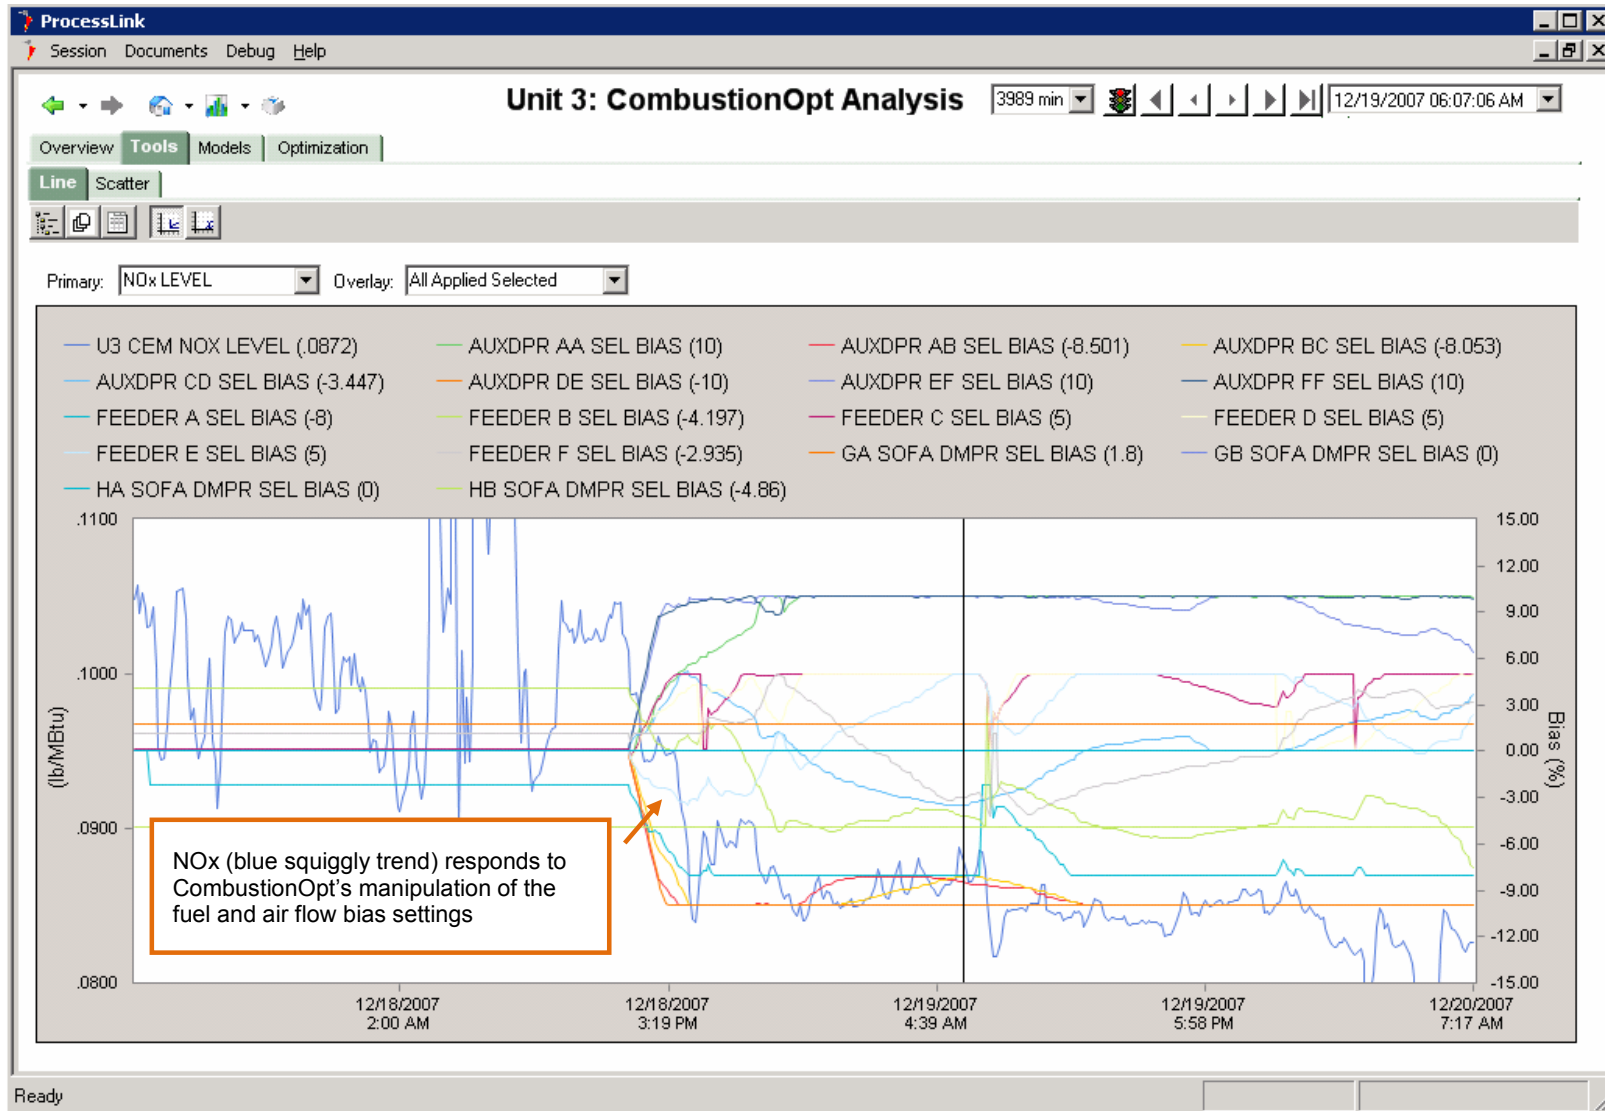 ProcessLink
Session Documents Debug Help
Unit 3: CombustionOpt Analysis 3989 min 12/19/2007 06:07:06 AM
Overview Tools Models Optimization
Line Scatter
Primary: NOx LEVEL Overlay: All Applied Selected
U3 CEM NOX LEVEL (.0872) AUXDPR AA SEL BIAS (10) AUXDPR AB SEL BIAS (-8.501) AUXDPR BC SEL BIAS (-8.053)
AUXDPR CD SEL BIAS (-3.447) AUXDPR DE SEL BIAS (-10) AUXDPR EF SEL BIAS (10) AUXDPR FF SEL BIAS (10)
FEEDER A SEL BIAS (-8) FEEDER B SEL BIAS (-4.197) FEEDER C SEL BIAS (5) FEEDER D SEL BIAS (5)
FEEDER E SEL BIAS (5) FEEDER F SEL BIAS (-2.935) GA SOFA DMPR SEL BIAS (1.8) GB SOFA DMPR SEL BIAS (0)
HA SOFA DMPR SEL BIAS (0) HB SOFA DMPR SEL BIAS (-4.86)
.1100
.1000
.0900
.0800
(lb/MBtu)
15.00
12.00
9.00
6.00
3.00
0.00
-3.00
-6.00
-9.00
-12.00
-15.00
Bias (%)
NOx (blue squiggly trend) responds to
CombustionOpt's manipulation of the
fuel and air flow bias settings
12/18/2007 12/18/2007 12/19/2007 12/19/2007 12/20/2007
2:00 AM 3:19 PM 4:39 AM 5:58 PM 7:17 AM
Ready